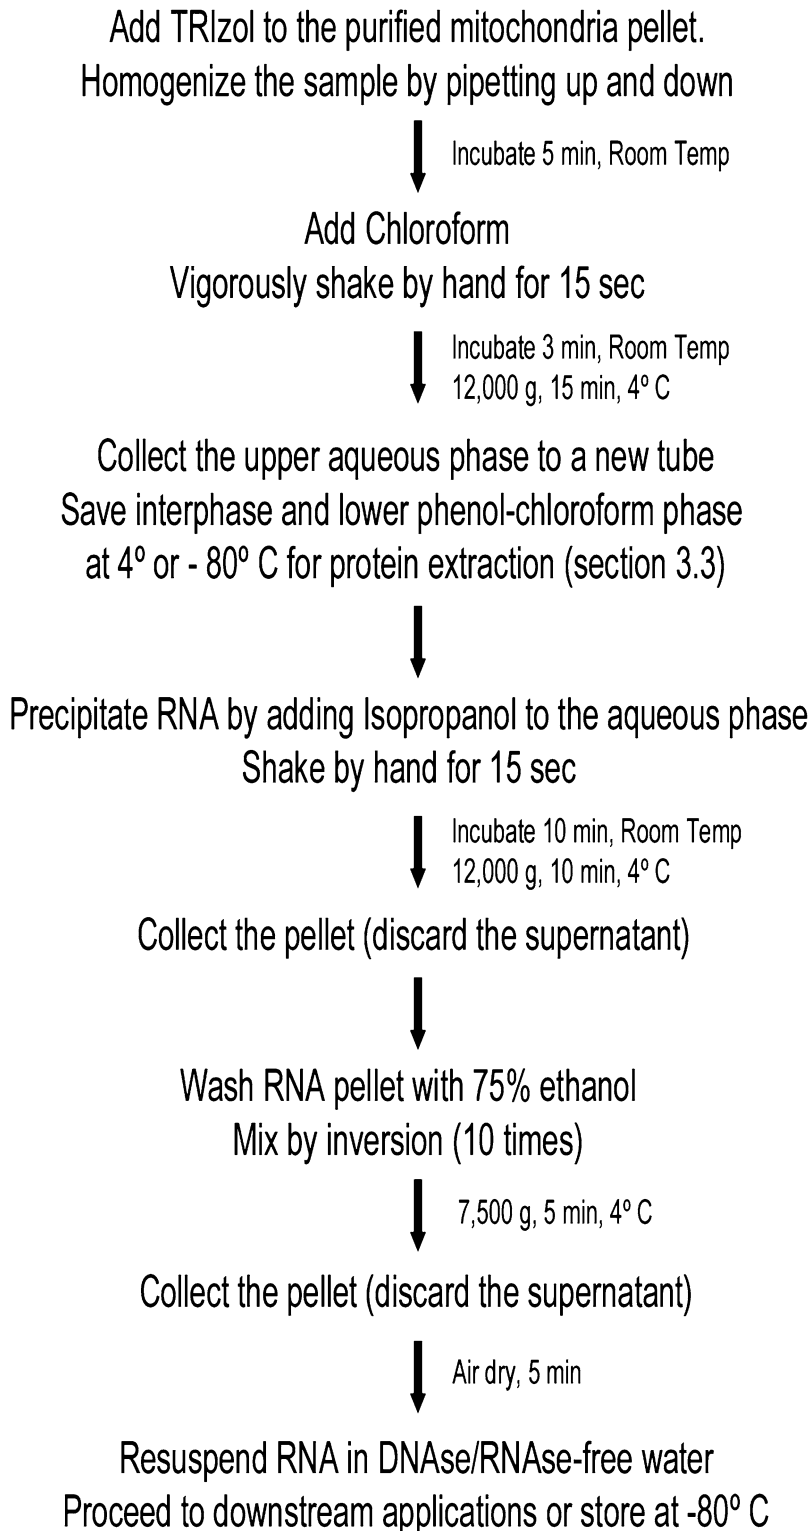 Add TRIzol to the purified mitochondria pellet.
Homogenize the sample by pipetting up and down
Incubate 5 min, Room Temp
Add Chloroform
Vigorously shake by hand for 15 sec
Incubate 3 min, Room Temp
12,000 g, 15 min, 4º C
Collect the upper aqueous phase to a new tube
Save interphase and lower phenol-chloroform phase
at 4º or - 80º C for protein extraction (section 3.3)
Precipitate RNA by adding Isopropanol to the aqueous phase
Shake by hand for 15 sec
Incubate 10 min, Room Temp
12,000 g, 10 min, 4º C
Collect the pellet (discard the supernatant)
Wash RNA pellet with 75% ethanol
Mix by inversion (10 times)
7,500 g, 5 min, 4º C
Collect the pellet (discard the supernatant)
Air dry, 5 min
Resuspend RNA in DNAse/RNAse-free water
Proceed to downstream applications or store at -80º C